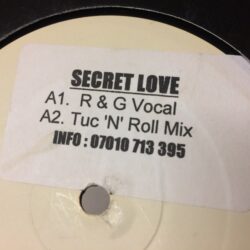 SECRET LOVE
A1. R & G Vocal
A2. Tuc 'N' Roll Mix
INFO : 07010 713 395